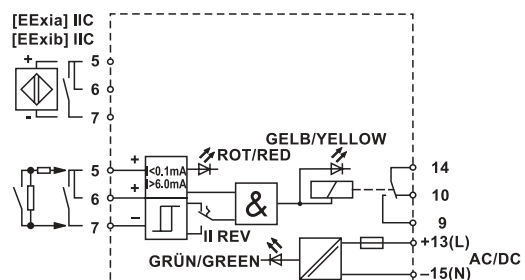 [EExia] IIC
[EExib] IIC
+
5
6
-
7
ROT/RED
GELB/YELLOW
5
+
I<0.1mA
I>6.0mA
14
6
+
&
10
7
–
II REV
9
GRÜN/GREEN
+13(L)
AC/DC
–15(N)